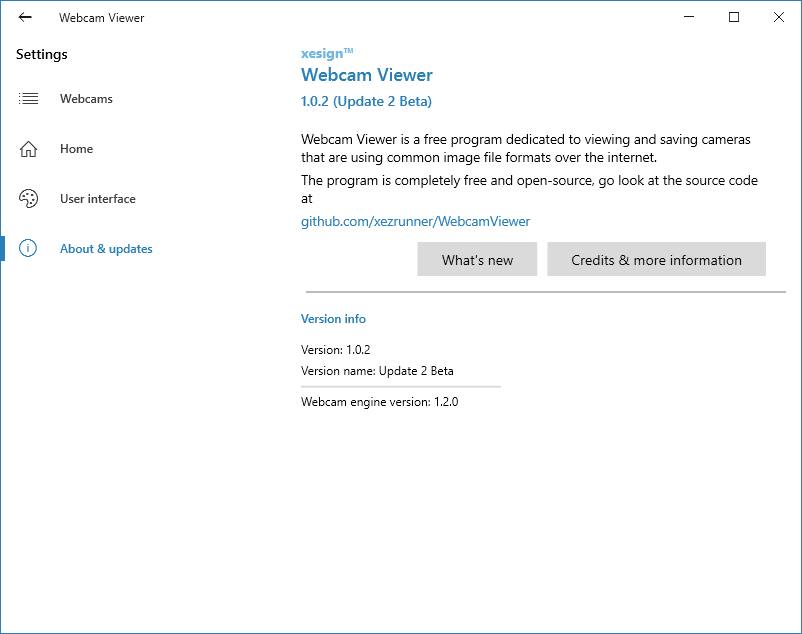 Webcam Viewer
Settings
Webcams
Home
User interface
About & updates
xesign™
Webcam Viewer
1.0.2 (Update 2 Beta)
Webcam Viewer is a free program dedicated to viewing and saving cameras
that are using common image file formats over the internet.
The program is completely free and open-source, go look at the source code
at
github.com/xezrunner/WebcamViewer
What's new
Credits & more information
Version info
Version: 1.0.2
Version name: Update 2 Beta
Webcam engine version: 1.2.0